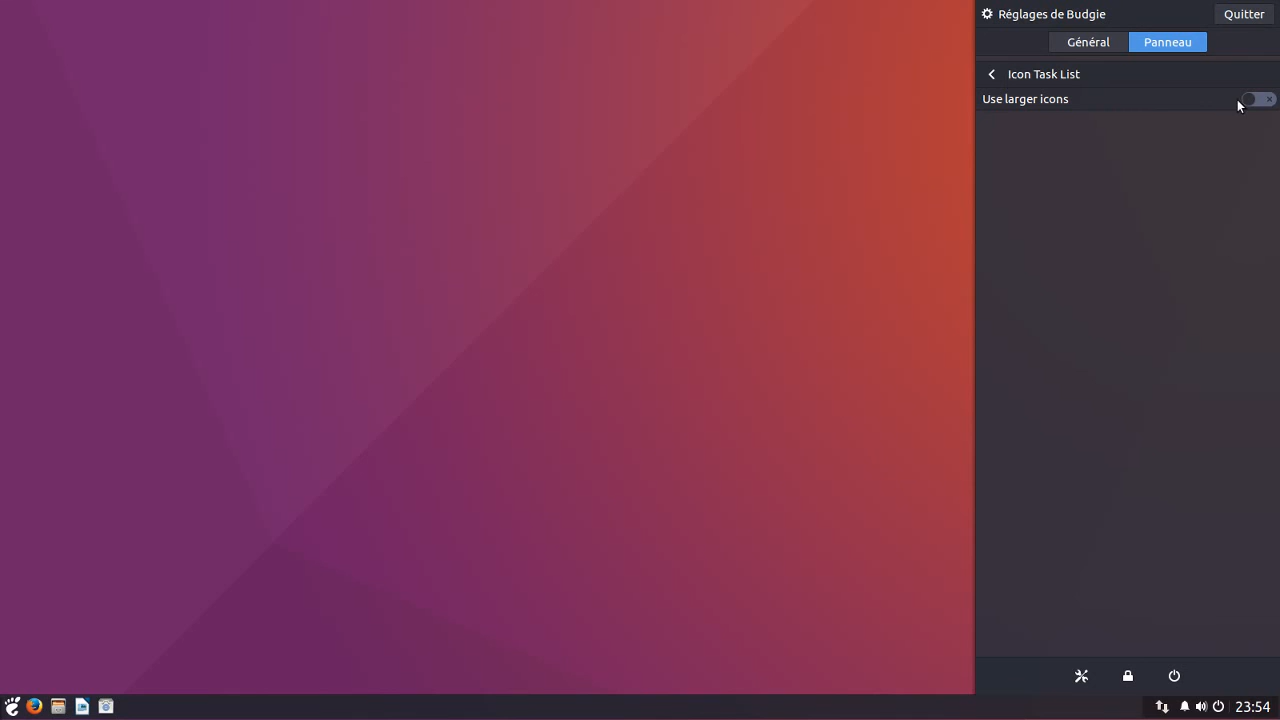 Réglages de Budgie
Quitter
Général
Panneau
Icon Task List
Use larger icons
23:54